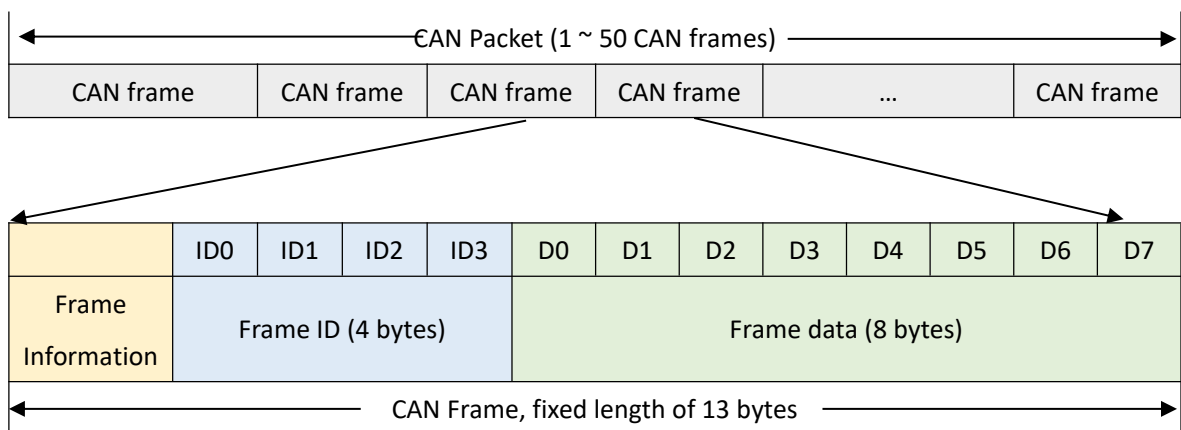 CAN Packet (1 ~ 50 CAN frames)
CAN frame CAN frame CAN frame CAN frame … CAN frame
ID0 ID1 ID2 ID3 D0 D1 D2 D3 D4 D5 D6 D7
Frame
Information
Frame ID (4 bytes)
Frame data (8 bytes)
CAN Frame, fixed length of 13 bytes